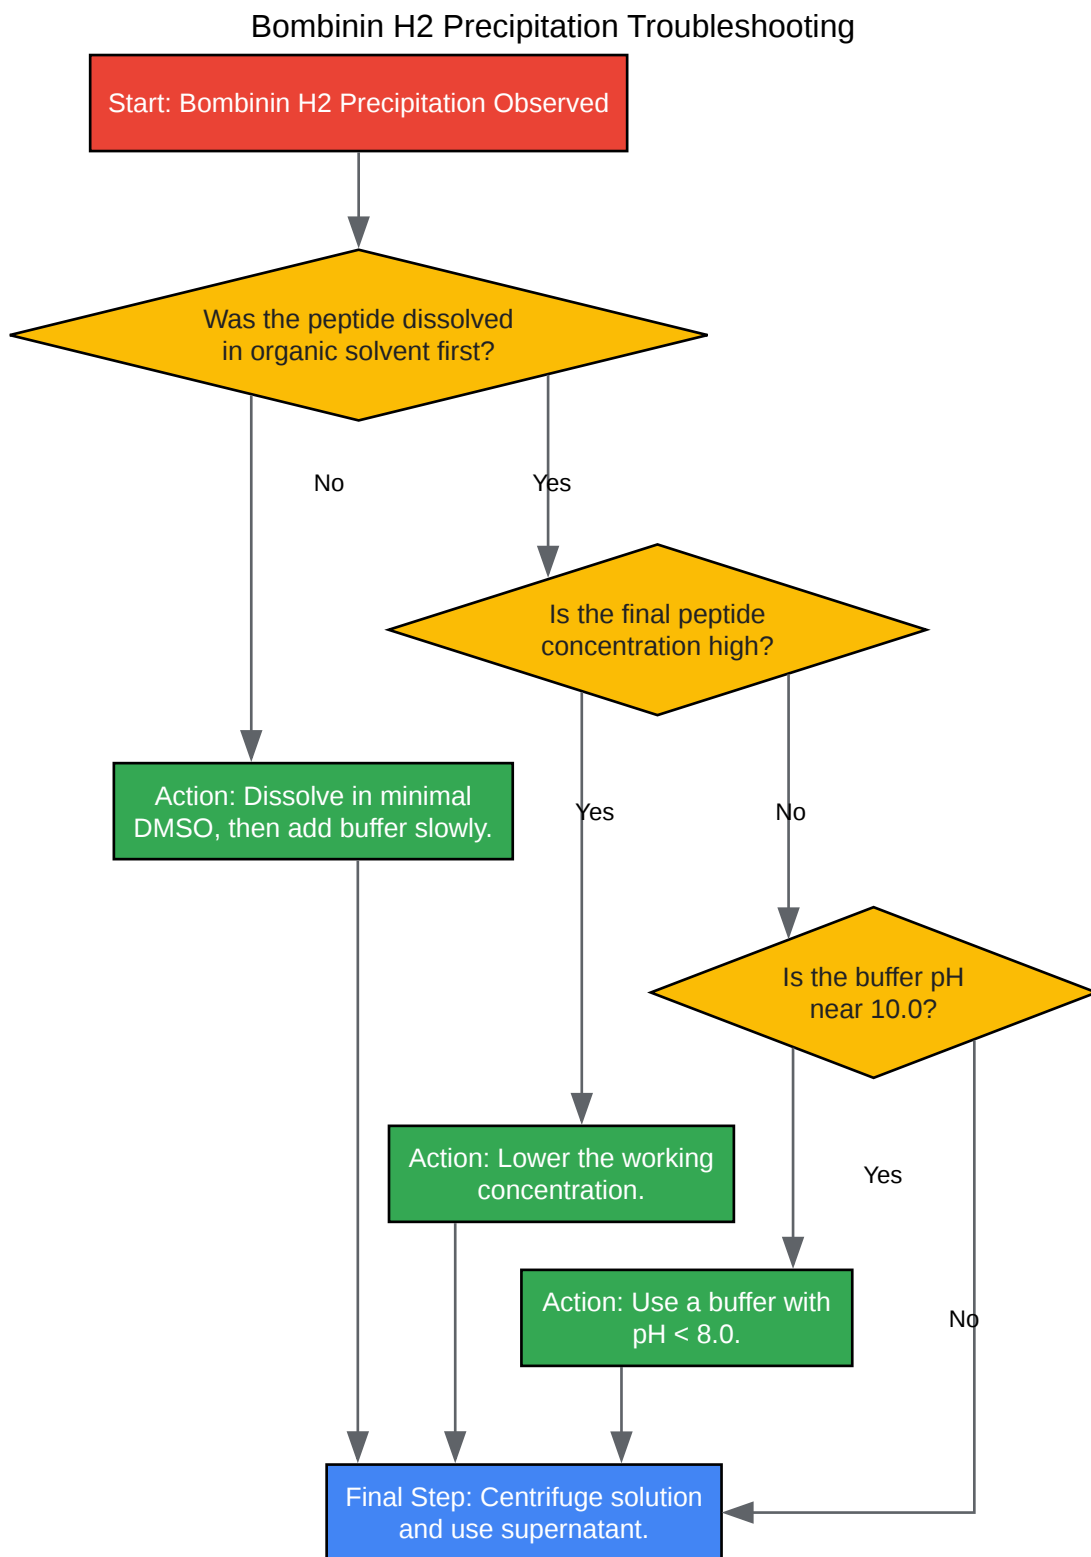 Bombinin H2 Precipitation Troubleshooting
Start: Bombinin H2 Precipitation Observed
Was the peptide dissolved
in organic solvent first?
No
Yes
Is the final peptide
concentration high?
Action: Dissolve in minimal
DMSO, then add buffer slowly.
Yes
No
Is the buffer pH
near 10.0?
Action: Lower the working
concentration.
Yes
Action: Use a buffer with
pH < 8.0.
No
Final Step: Centrifuge solution
and use supernatant.